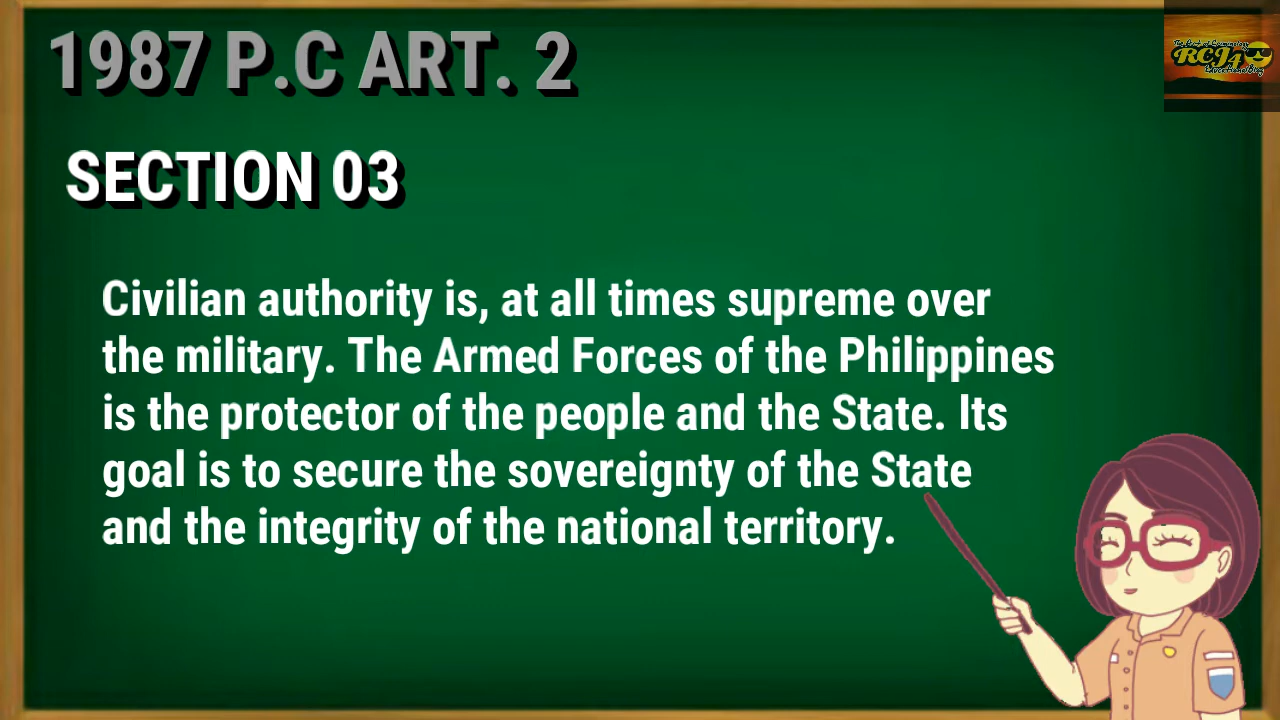 1987 P.C ART. 2
SECTION 03
Civilian authority is, at all times supreme over
the military. The Armed Forces of the Philippines
is the protector of the people and the State. Its
goal is to secure the sovereignty of the State
and the integrity of the national territory.
RCJ4